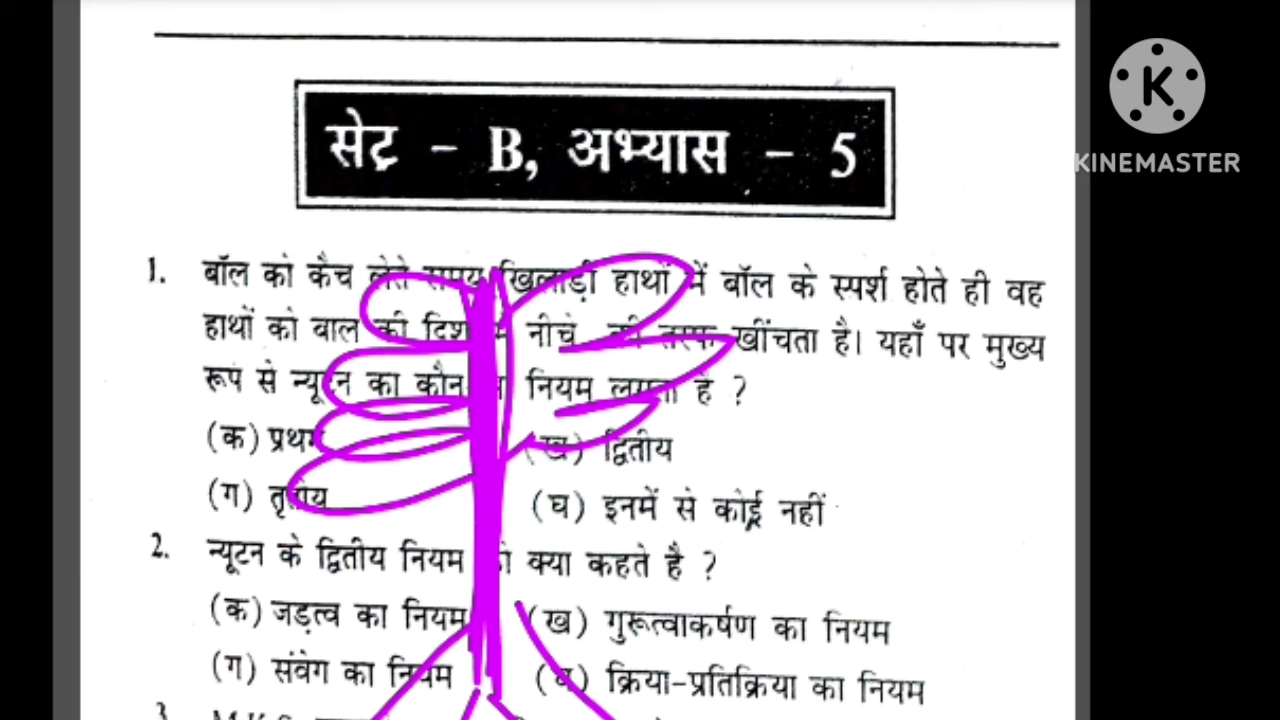 KINEMASTER
सेट - B, अभ्यास - 5
1. बॉल को कैच लेते समय खिलाड़ी हाथों में बॉल के स्पर्श होते ही वह
हाथों को बाल की दिशा में नीचे की तरफ खींचता है। यहाँ पर मुख्य
रूप से न्यूटन का कौन सा नियम लगता है ?
(क) प्रथम (ख) द्वितीय
(ग) तृतीय (घ) इनमें से कोई नहीं
2. न्यूटन के द्वितीय नियम को क्या कहते है ?
(क) जड़त्व का नियम (ख) गुरूत्वाकर्षण का नियम
(ग) संवेग का नियम (घ) क्रिया-प्रतिक्रिया का नियम
3.